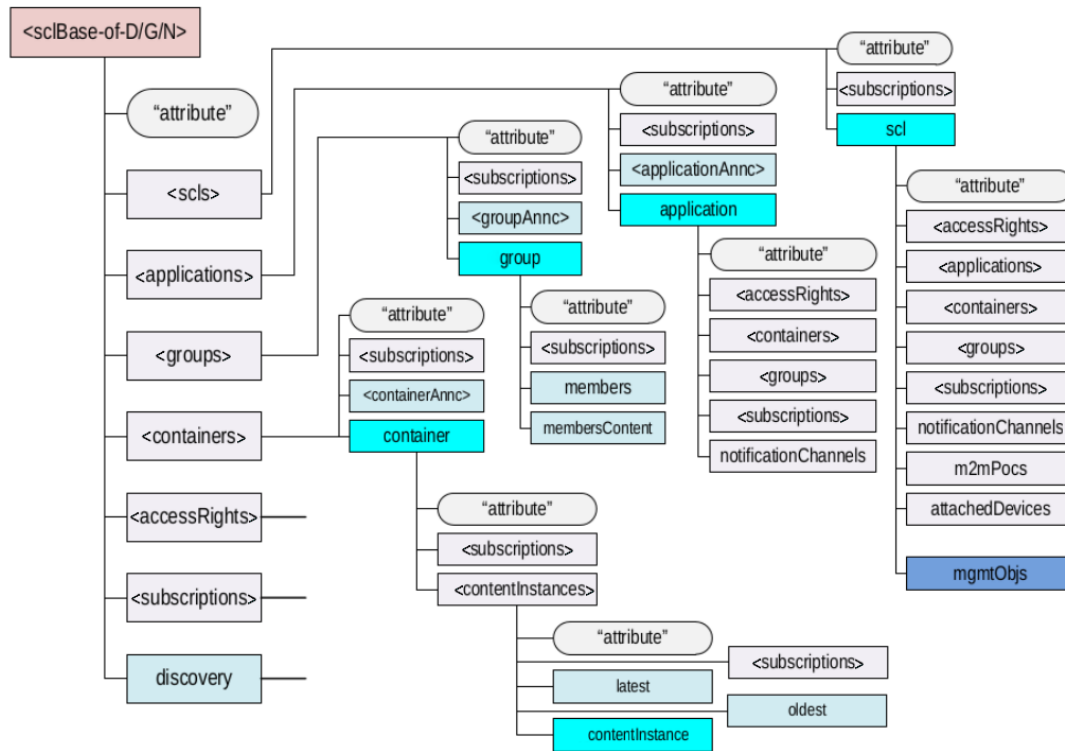 <sclBase-of-D/G/N>
“attribute”
<scls>
<applications>
<groups>
<containers>
<accessRights>
<subscriptions>
discovery
“attribute”
<subscriptions>
<containerAnnc>
container
“attribute”
<subscriptions>
<contentInstances>
“attribute”
<subscriptions>
latest
oldest
contentInstance
“attribute”
<subscriptions>
<groupAnnc>
group
“attribute”
<subscriptions>
members
membersContent
“attribute”
<subscriptions>
<applicationAnnc>
application
“attribute”
<accessRights>
<containers>
<groups>
<subscriptions>
notificationChannels
“attribute”
<subscriptions>
scl
“attribute”
<accessRights>
<applications>
<containers>
<groups>
<subscriptions>
notificationChannels
m2mPocs
attachedDevices
mgmtObjs